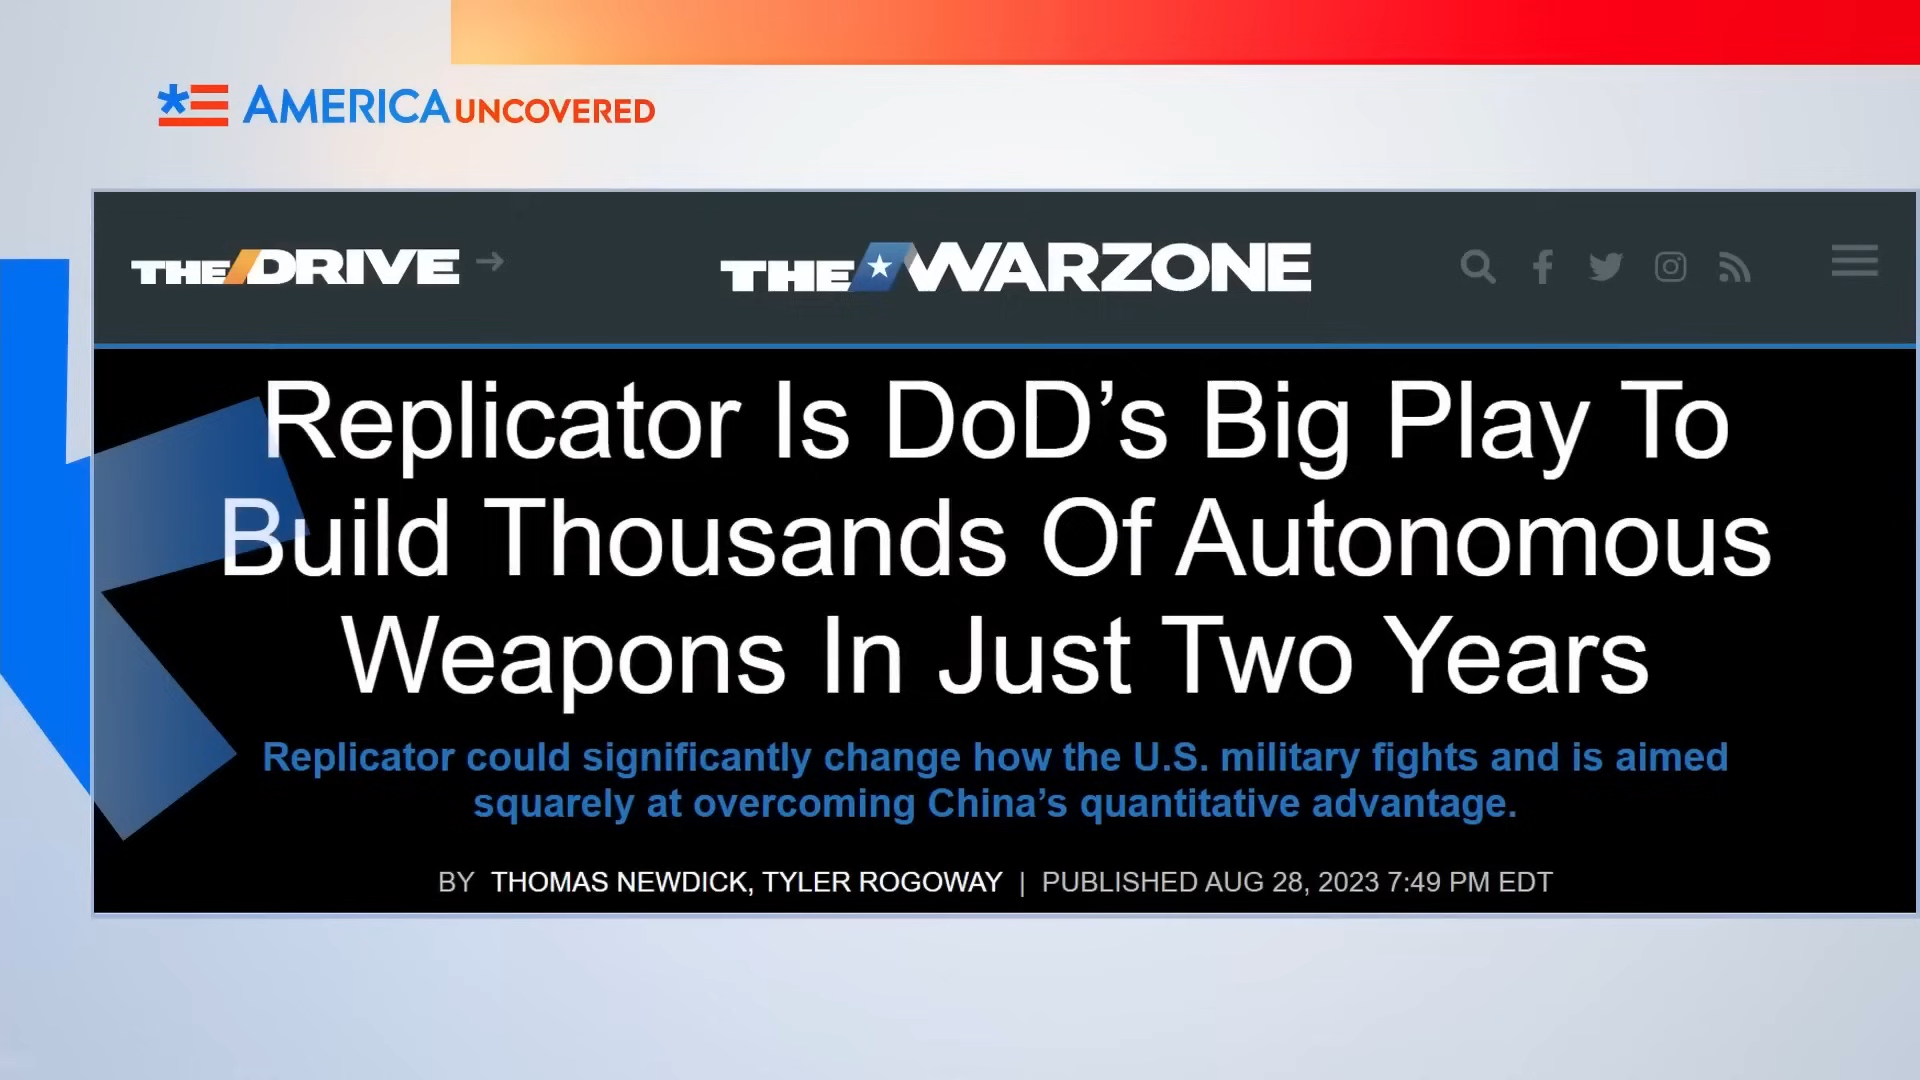 AMERICA UNCOVERED
THE DRIVE
THE WARZONE
Replicator Is DoD’s Big Play To
Build Thousands Of Autonomous
Weapons In Just Two Years
Replicator could significantly change how the U.S. military fights and is aimed
squarely at overcoming China’s quantitative advantage.
BY THOMAS NEWDICK, TYLER ROGOWAY | PUBLISHED AUG 28, 2023 7:49 PM EDT